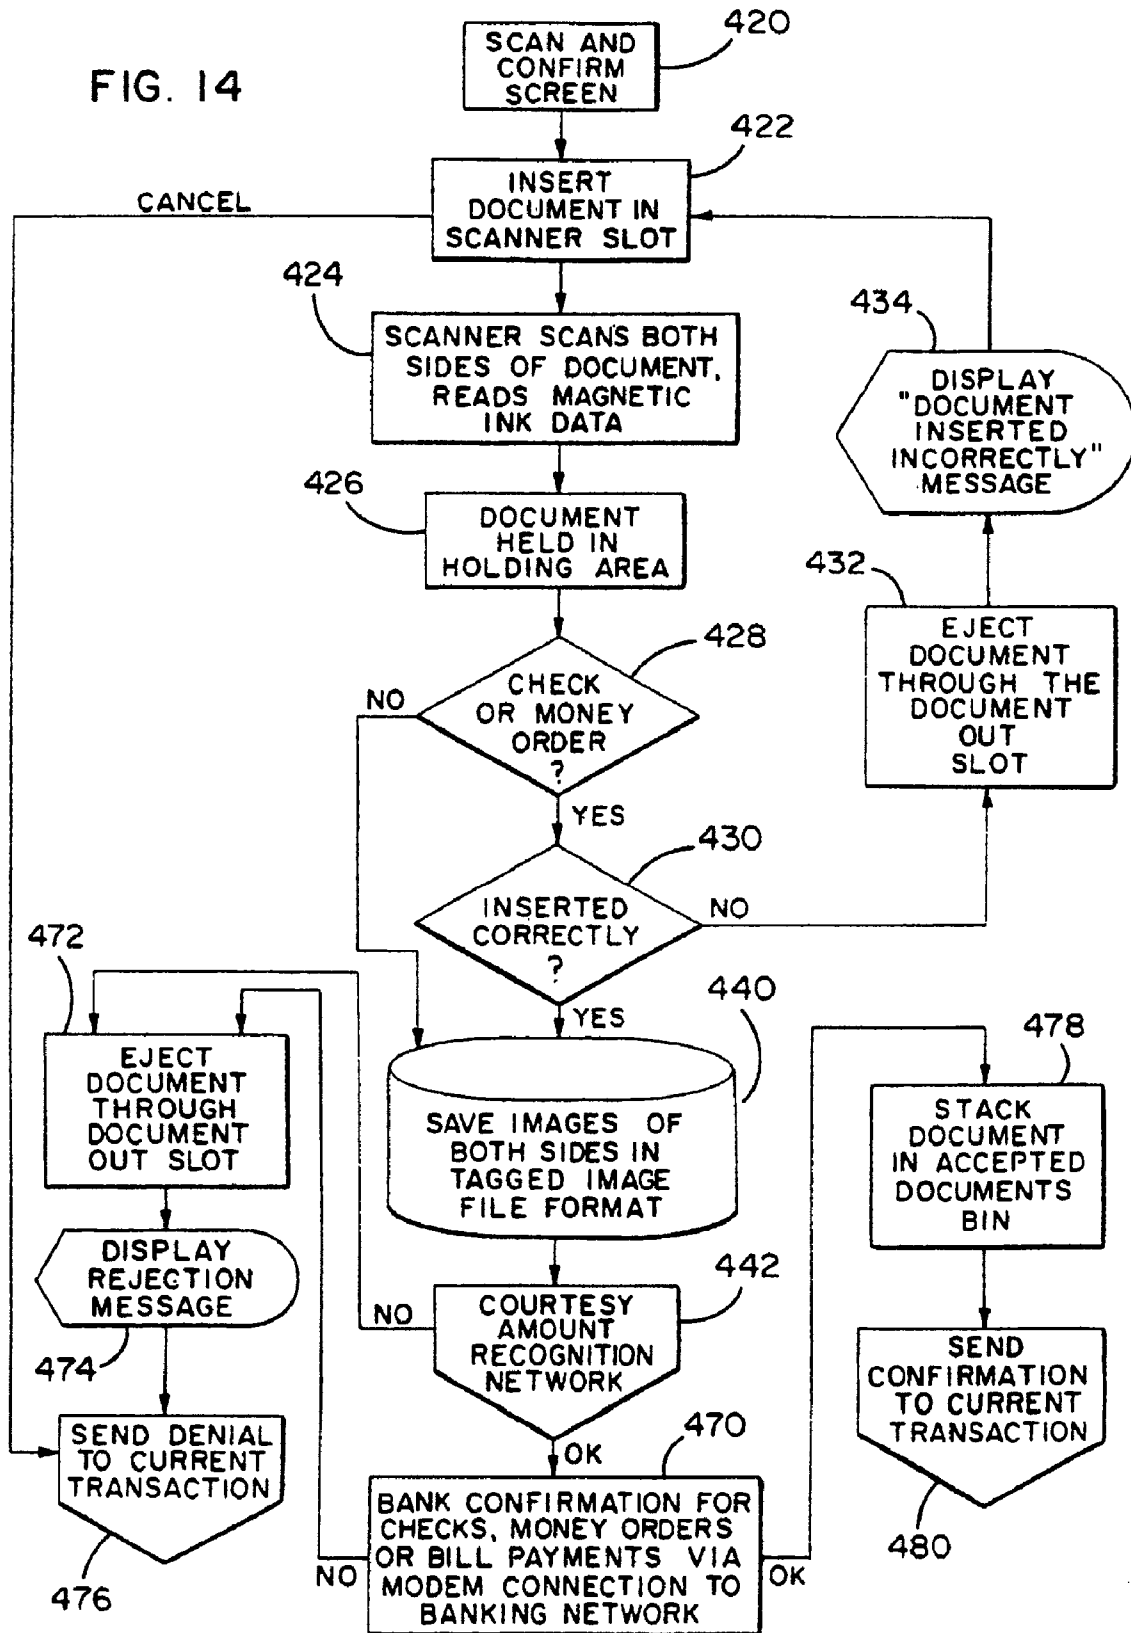 FIG. 14
SCAN AND
CONFIRM
SCREEN
420
422
INSERT
DOCUMENT IN
SCANNER SLOT
CANCEL
424
SCANNER SCANS BOTH
SIDES OF DOCUMENT,
READS MAGNETIC
INK DATA
434
DISPLAY
"DOCUMENT
INSERTED
INCORRECTLY"
MESSAGE
426
DOCUMENT
HELD IN
HOLDING AREA
432
EJECT
DOCUMENT
THROUGH THE
DOCUMENT
OUT
SLOT
428
CHECK
OR MONEY
ORDER
?
NO
YES
430
INSERTED
CORRECTLY
?
NO
YES
472
EJECT
DOCUMENT
THROUGH
DOCUMENT
OUT SLOT
440
SAVE IMAGES OF
BOTH SIDES IN
TAGGED IMAGE
FILE FORMAT
478
STACK
DOCUMENT
IN ACCEPTED
DOCUMENTS
BIN
DISPLAY
REJECTION
MESSAGE
474
442
COURTESY
AMOUNT
RECOGNITION
NETWORK
NO
OK
SEND
CONFIRMATION
TO CURRENT
TRANSACTION
480
SEND DENIAL
TO CURRENT
TRANSACTION
476
470
BANK CONFIRMATION FOR
CHECKS, MONEY ORDERS
OR BILL PAYMENTS VIA
MODEM CONNECTION TO
BANKING NETWORK
NO
OK